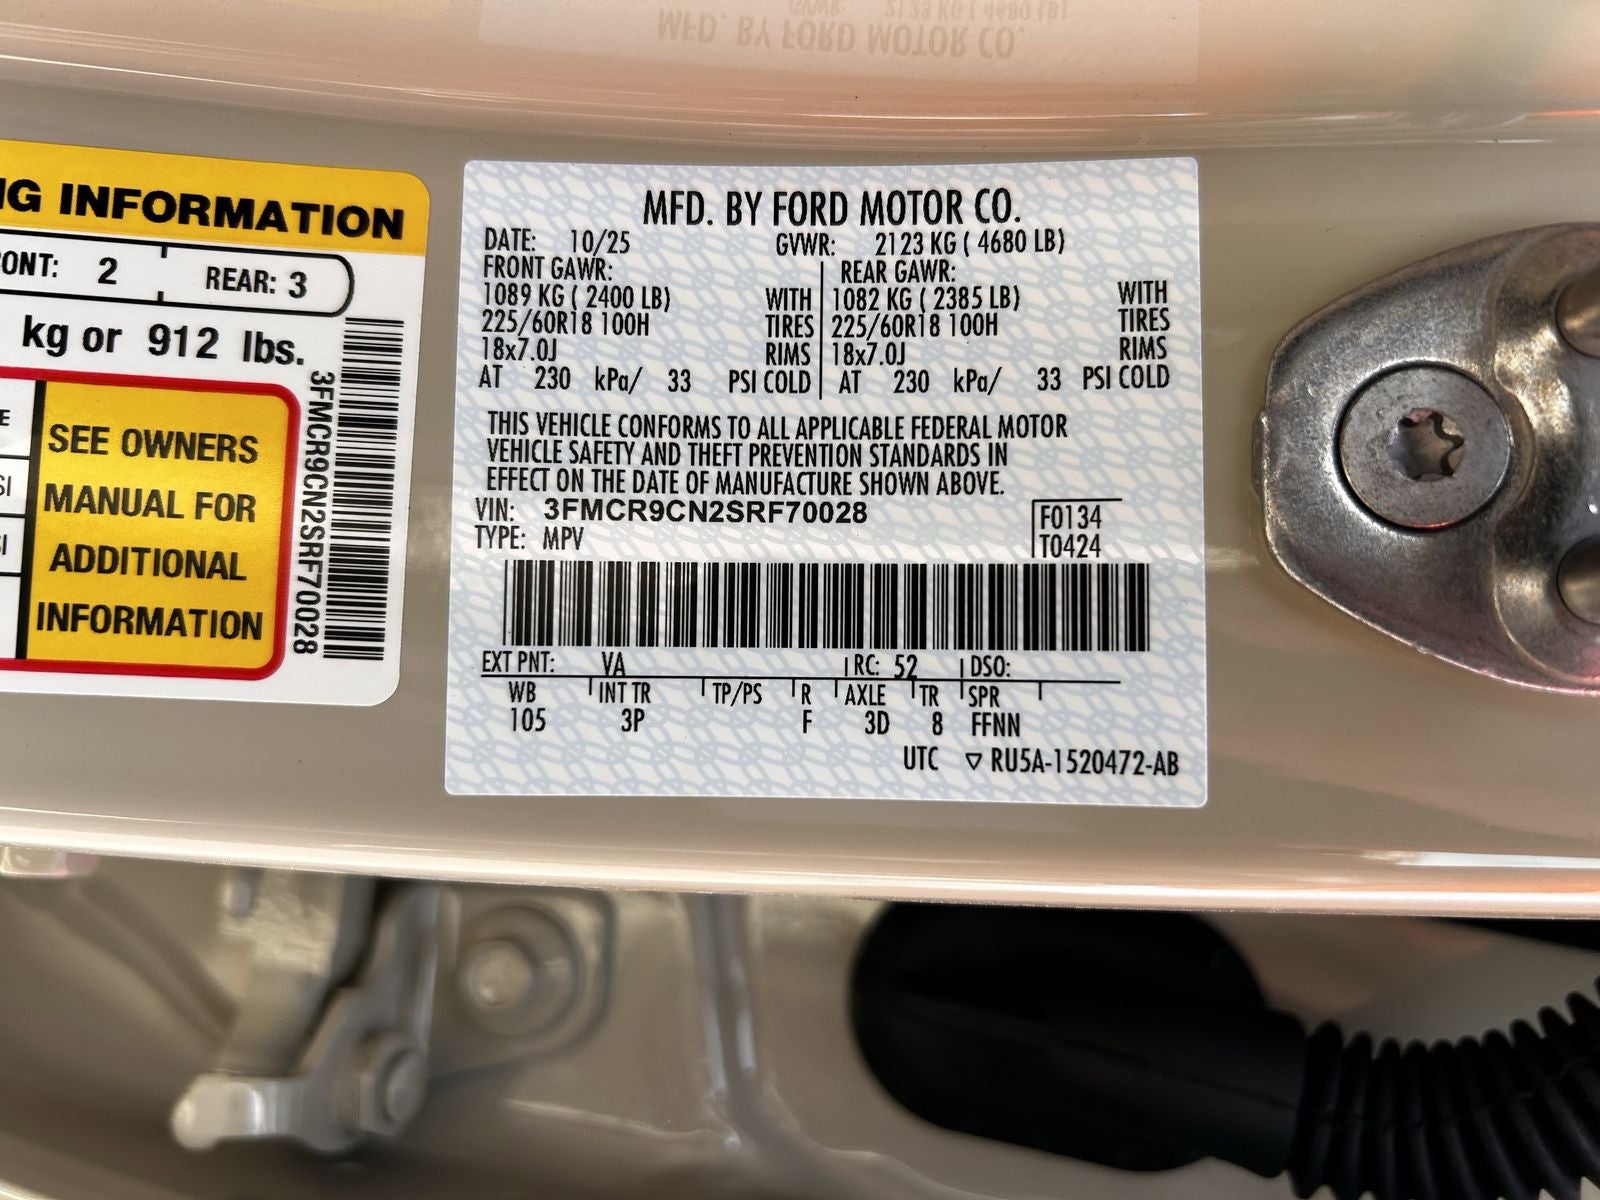 NG INFORMATION
ONT: 2 REAR: 3
kg or 912 lbs.
SEE OWNERS
MANUAL FOR
ADDITIONAL
INFORMATION
3FMCR9CN2SRF70028
MFD. BY FORD MOTOR CO.
DATE: 10/25 GVWR: 2123 KG ( 4680 LB)
FRONT GAWR: REAR GAWR:
1089 KG ( 2400 LB) WITH 1082 KG ( 2385 LB) WITH
225/60R18 100H TIRES 225/60R18 100H TIRES
18x7.0J RIMS 18x7.0J RIMS
AT 230 kPa/ 33 PSI COLD AT 230 kPa/ 33 PSI COLD
THIS VEHICLE CONFORMS TO ALL APPLICABLE FEDERAL MOTOR
VEHICLE SAFETY AND THEFT PREVENTION STANDARDS IN
EFFECT ON THE DATE OF MANUFACTURE SHOWN ABOVE.
VIN: 3FMCR9CN2SRF70028 F0134
TYPE: MPV T0424
EXT PNT: VA RC: 52 DSO:
WB INT TR TP/PS R AXLE TR SPR
105 3P F 3D 8 FFNN
UTC ▽ RU5A-1520472-AB